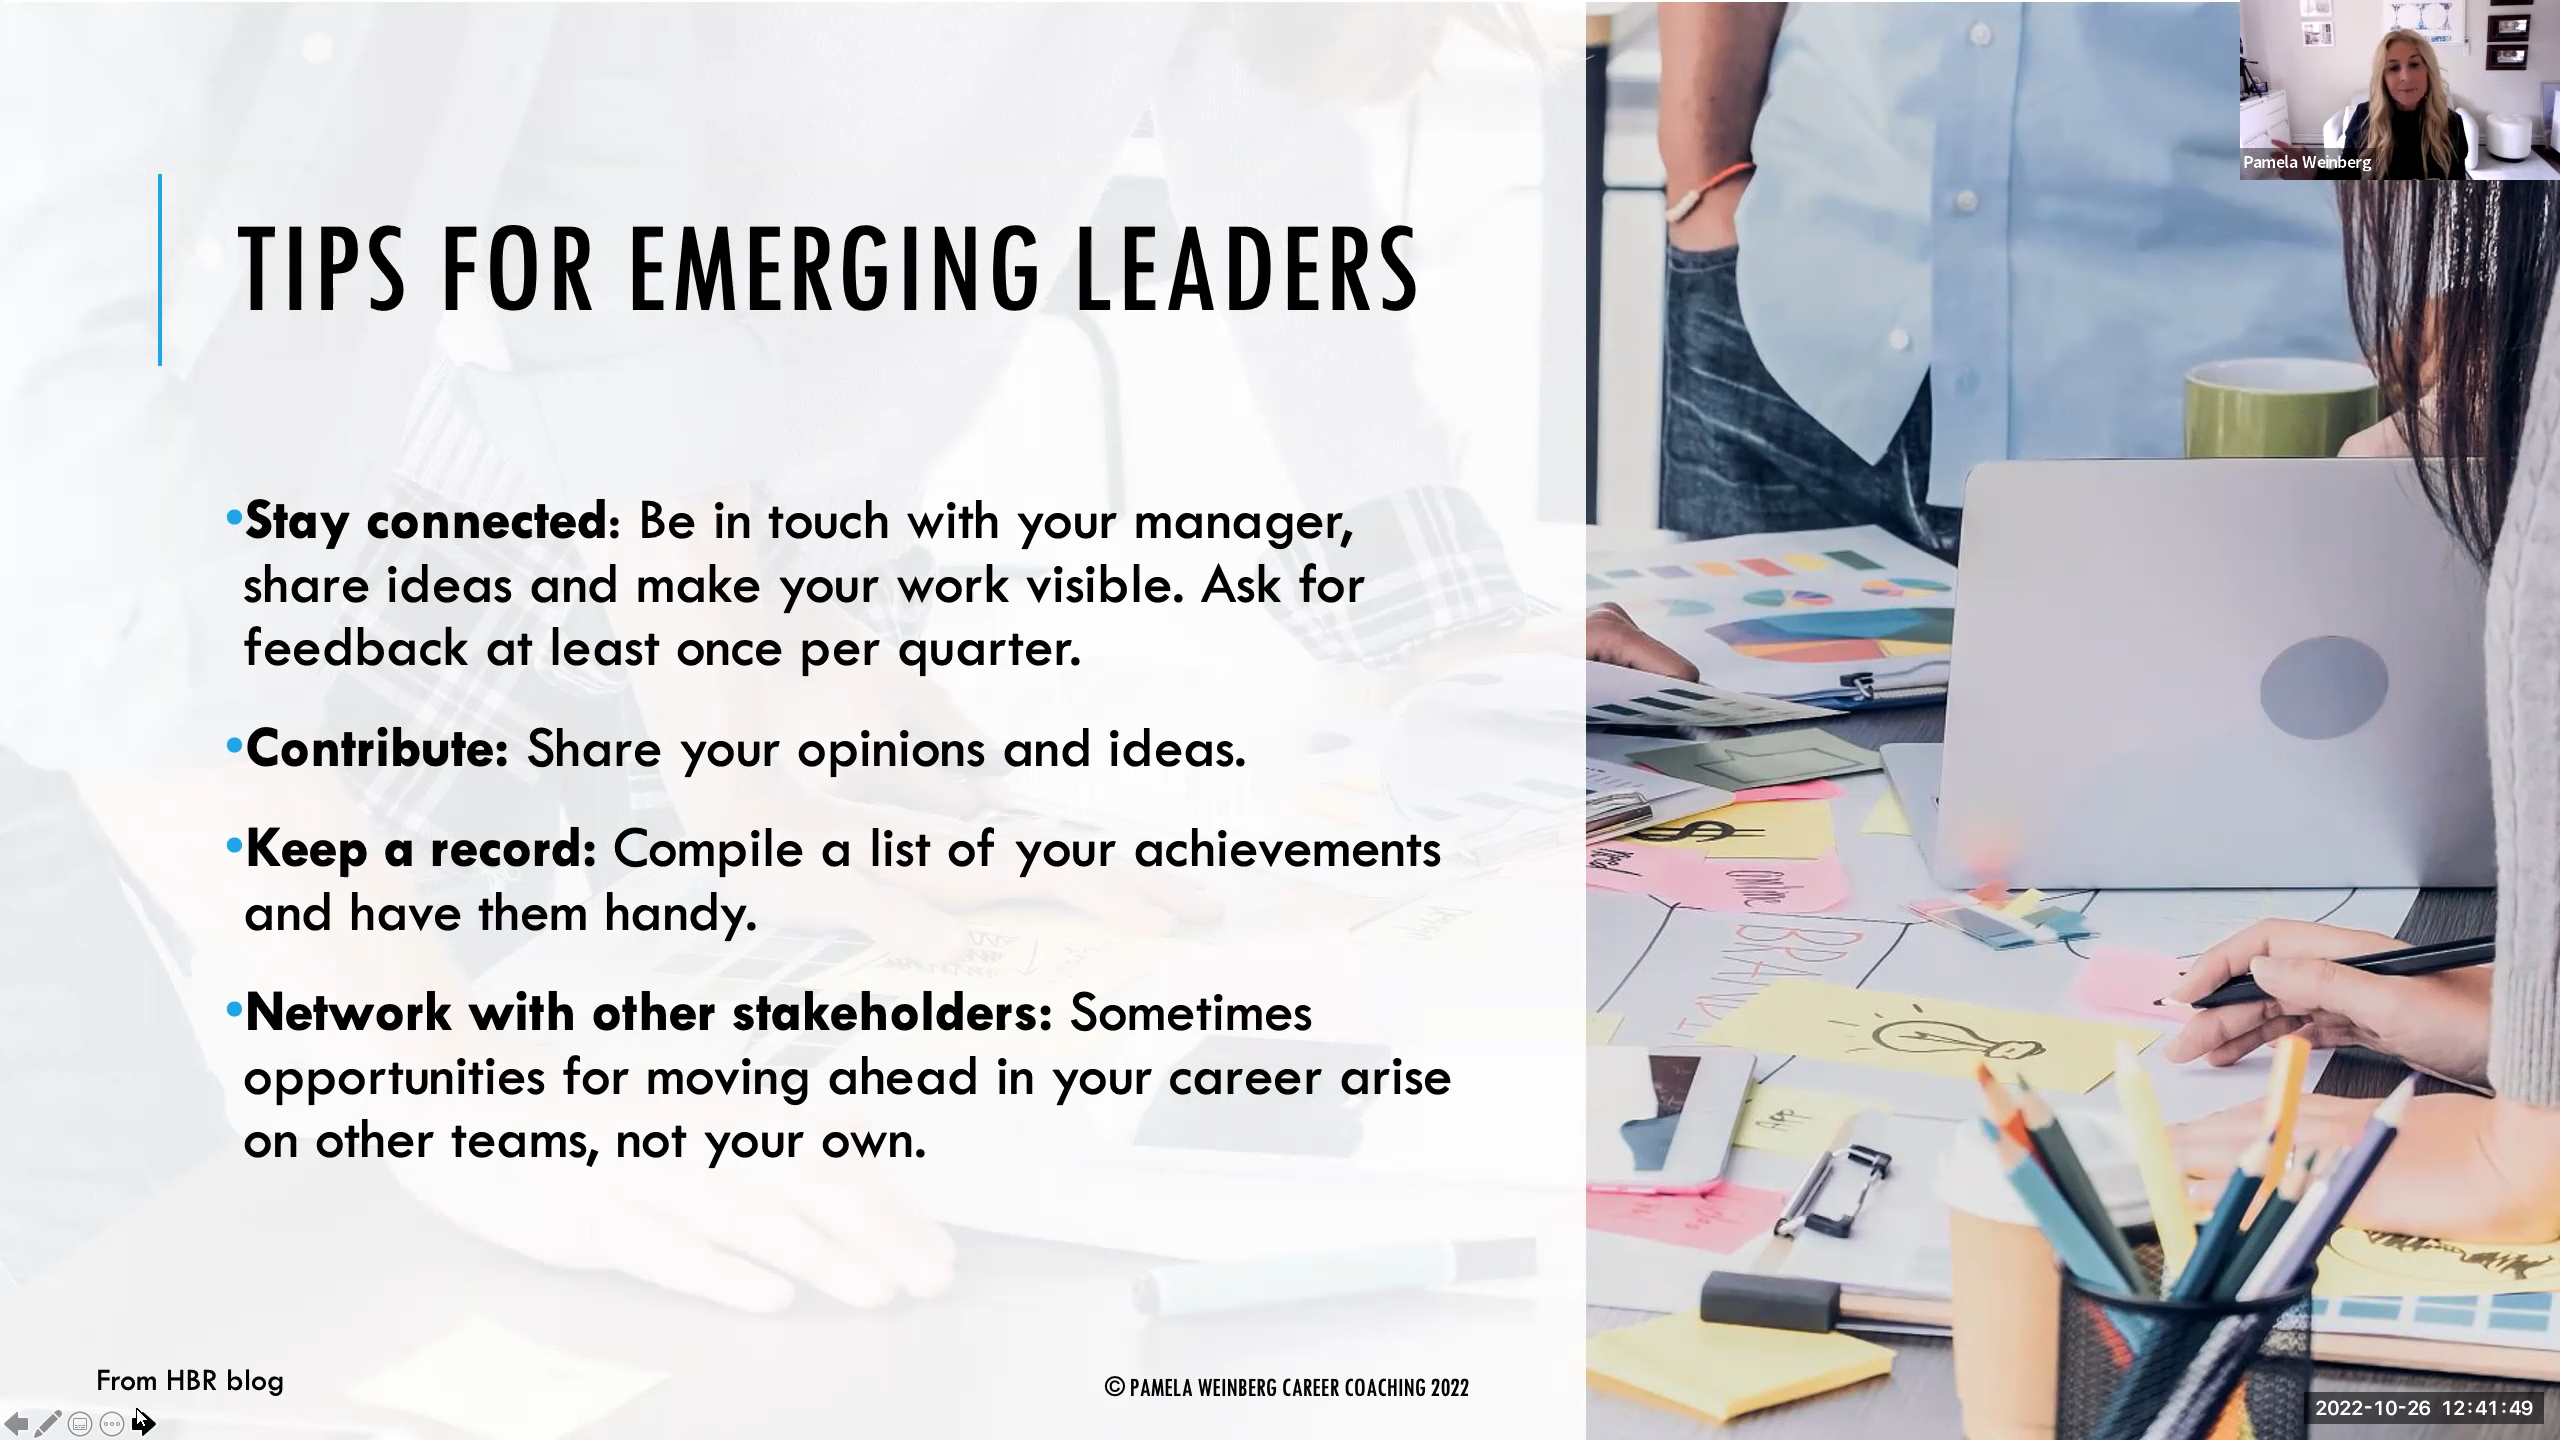 Pamela Weinberg
TIPS FOR EMERGING LEADERS
•Stay connected: Be in touch with your manager,
share ideas and make your work visible. Ask for
feedback at least once per quarter.
•Contribute: Share your opinions and ideas.
•Keep a record: Compile a list of your achievements
and have them handy.
•Network with other stakeholders: Sometimes
opportunities for moving ahead in your career arise
on other teams, not your own.
$
online
BRAND
APP
From HBR blog
© PAMELA WEINBERG CAREER COACHING 2022
2022-10-26 12:41:49